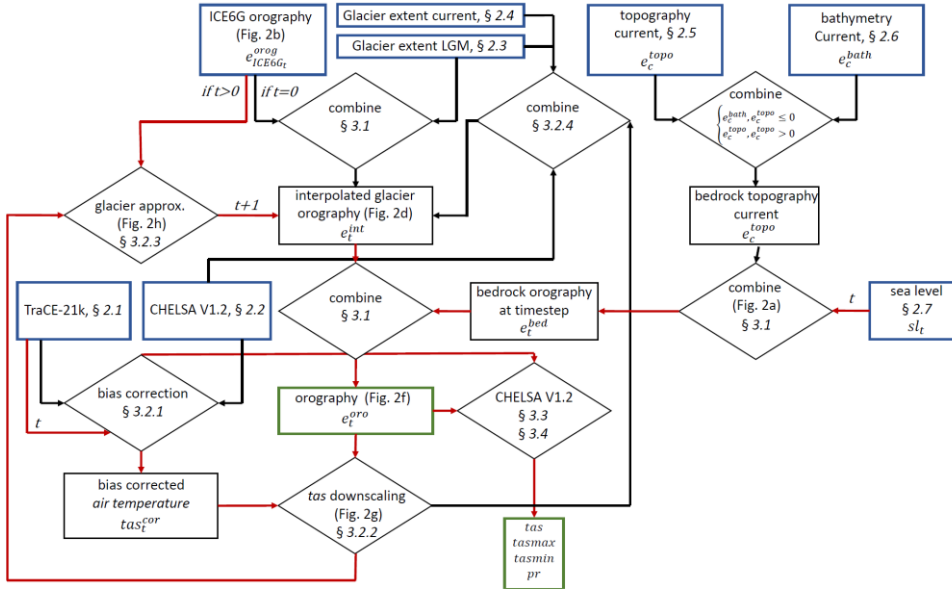 ICE6G orography
(Fig. 2b)
e^{orog}_{ICE6G_t}
if t>0
if t=0
Glacier extent current, § 2.4
Glacier extent LGM, § 2.3
topography
current, § 2.5
e_c^{topo}
bathymetry
Current, § 2.6
e_c^{bath}
combine
§ 3.1
combine
§ 3.2.4
combine
{e_c^{bath}, e_c^{topo} ≤ 0
e_c^{topo}, e_c^{topo} > 0
glacier approx.
(Fig. 2h)
§ 3.2.3
t+1
interpolated glacier
orography (Fig. 2d)
e_t^{int}
bedrock topography
current
e_c^{topo}
TraCE-21k, § 2.1
CHELSA V1.2, § 2.2
combine
§ 3.1
bedrock orography
at timestep
e_t^{bed}
combine
(Fig. 2a)
§ 3.1
t
sea level
§ 2.7
sl_t
bias correction
§ 3.2.1
t
orography (Fig. 2f)
e_t^{oro}
CHELSA V1.2
§ 3.3
§ 3.4
bias corrected
air temperature
tas_t^{cor}
tas downscaling
(Fig. 2g)
§ 3.2.2
tas
tasmax
tasmin
pr